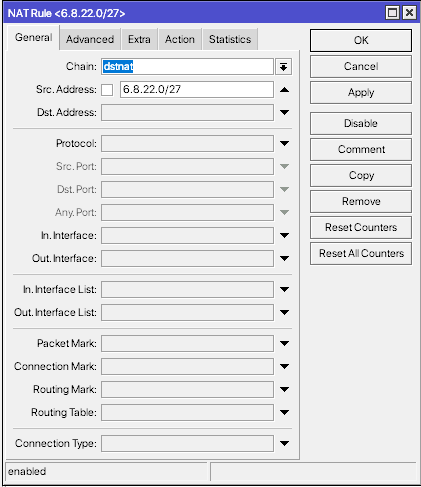 NAT Rule <6.8.22.0/27>
General Advanced Extra Action Statistics
Chain: dstnat
Src. Address: 6.8.22.0/27
Dst. Address:
Protocol:
Src. Port:
Dst. Port:
Any. Port:
In. Interface:
Out. Interface:
In. Interface List:
Out. Interface List:
Packet Mark:
Connection Mark:
Routing Mark:
Routing Table:
Connection Type:
OK
Cancel
Apply
Disable
Comment
Copy
Remove
Reset Counters
Reset All Counters
enabled